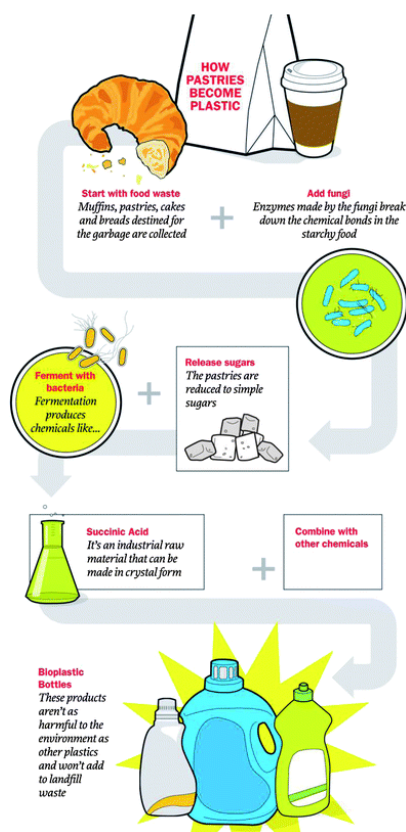 HOW
PASTRIES
BECOME
PLASTIC
Start with food waste
Muffins, pastries, cakes
and breads destined for
the garbage are collected
+
Add fungi
Enzymes made by the fungi break
down the chemical bonds in the
starchy food
Ferment with
bacteria
Fermentation
produces
chemicals like...
+
Release sugars
The pastries are
reduced to simple
sugars
Succinic Acid
It's an industrial raw
material that can be
made in crystal form
+
Combine with
other chemicals
Bioplastic
Bottles
These products
aren't as
harmful to the
environment as
other plastics
and won't add
to landfill
waste